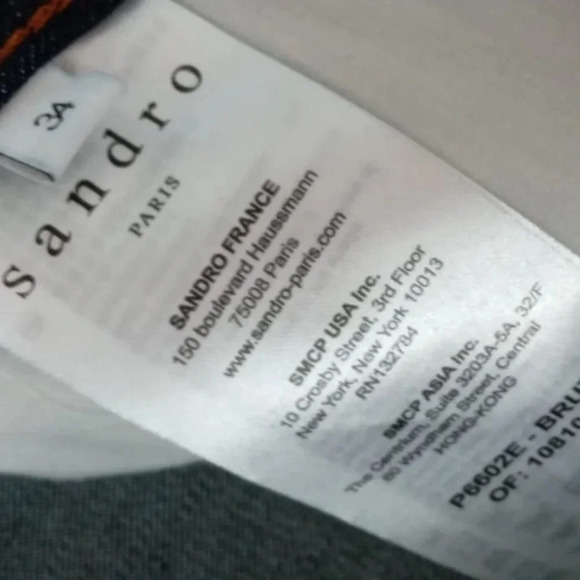 3A
sandro
PARIS
SANDRO FRANCE
150 boulevard Haussmann
75008 Paris
www.sandro-paris.com
SMCP USA Inc.
10 Crosby Street, 3rd Floor
New York, New York 10013
RN132784
SMCP ASIA Inc.
The Centrium, Suite 3203A-5A, 32/F
60 Wyndham Street, Central
HONG-KONG
P6602E - BRU
OF: 10810